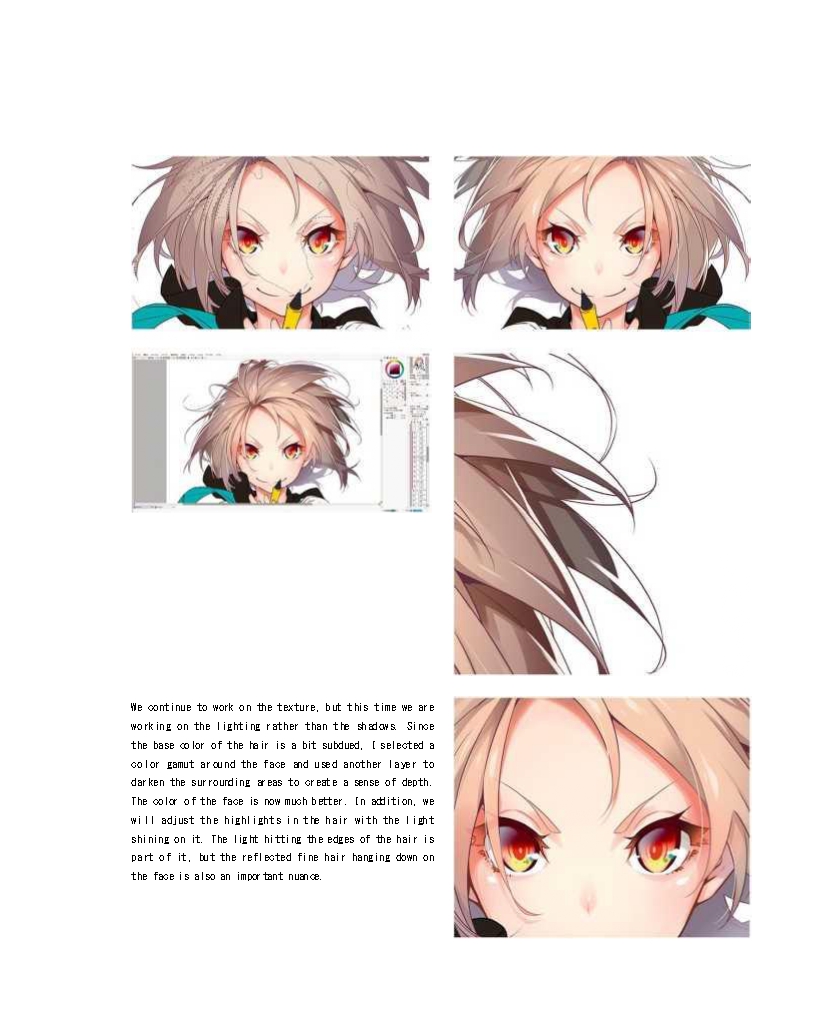 We continue to work on the texture, but this time we are
working on the lighting rather than the shadows. Since
the base color of the hair is a bit subdued, I selected a
color gamut around the face and used another layer to
darken the surrounding areas to create a sense of depth.
The color of the face is now much better. In addition, we
will adjust the highlights in the hair with the light
shining on it. The light hitting the edges of the hair is
part of it, but the reflected fine hair hanging down on
the face is also an important nuance.